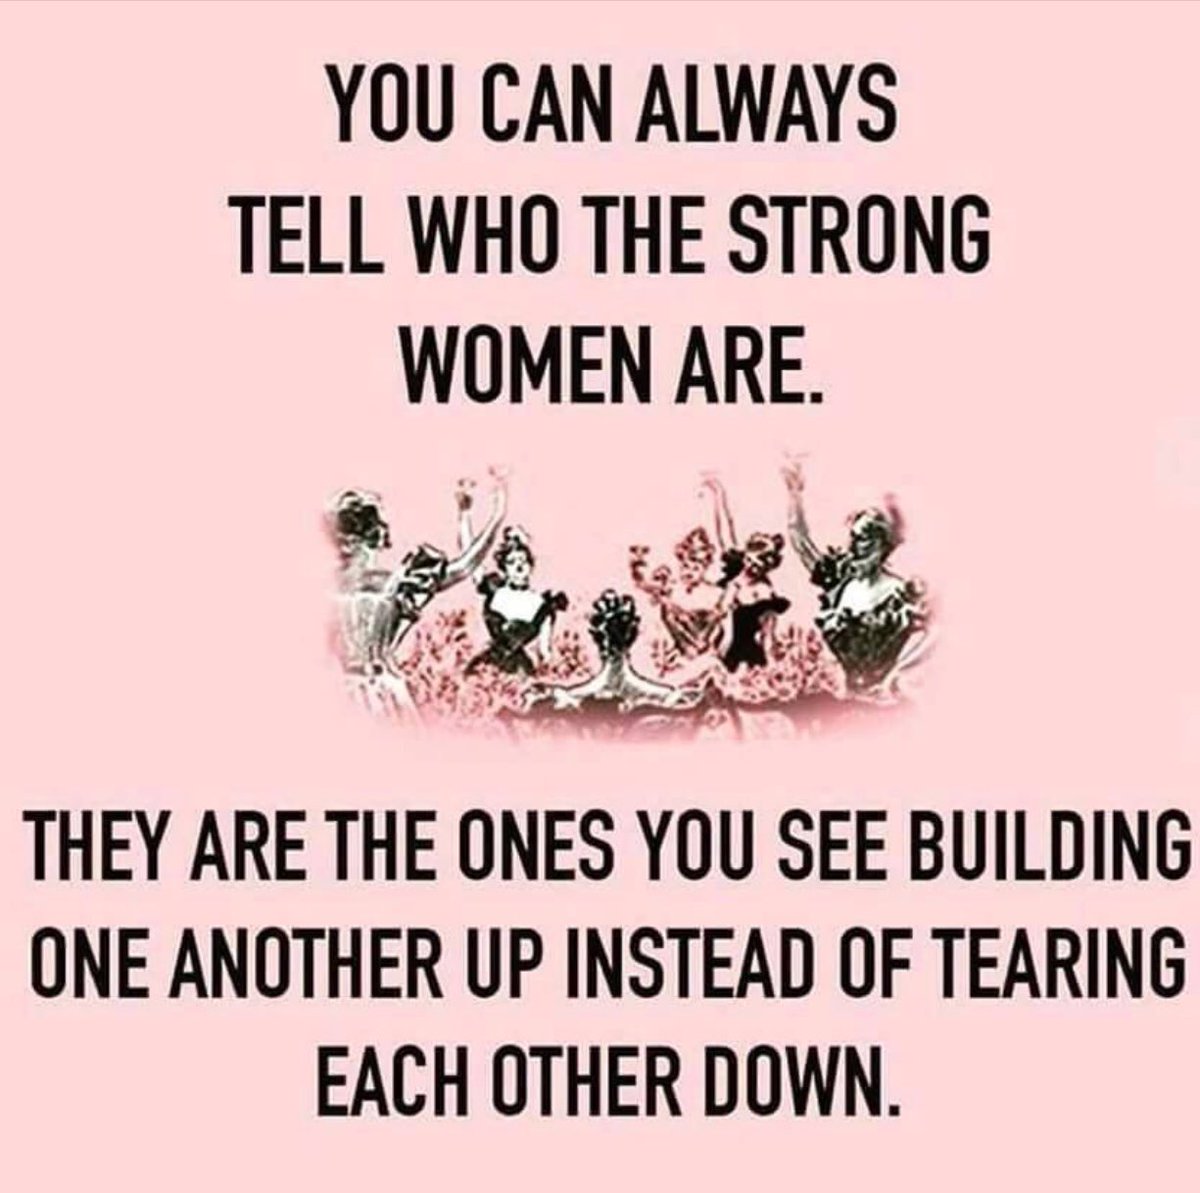 YOU CAN ALWAYS
TELL WHO THE STRONG
WOMEN ARE.
THEY ARE THE ONES YOU SEE BUILDING
ONE ANOTHER UP INSTEAD OF TEARING
EACH OTHER DOWN.